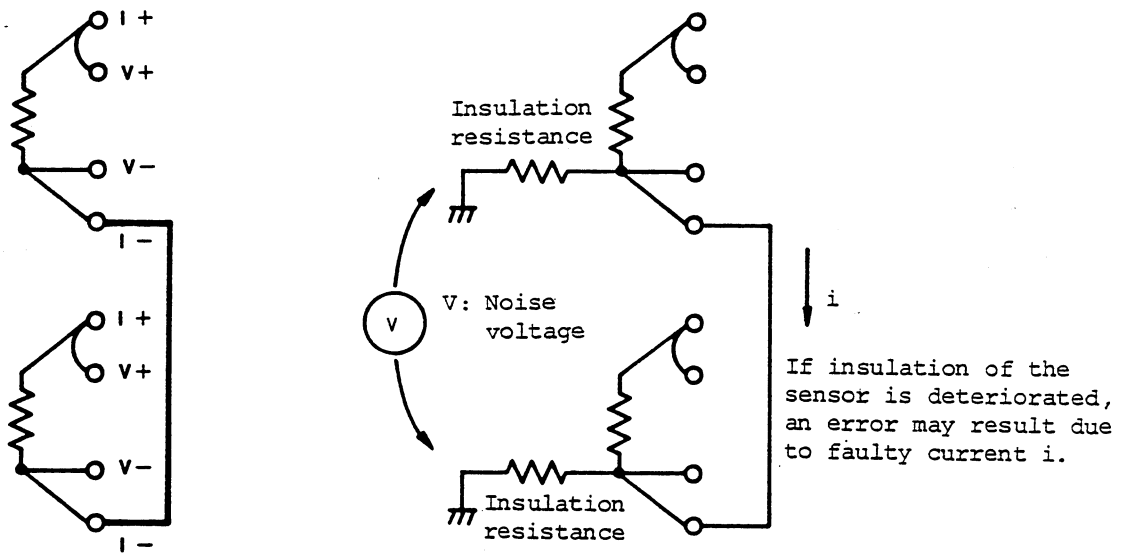 I +
V +
V -
I -
I +
V +
V -
I -
Insulation
resistance
V
V: Noise
voltage
i
If insulation of the
sensor is deteriorated,
an error may result due
to faulty current i.
Insulation
resistance